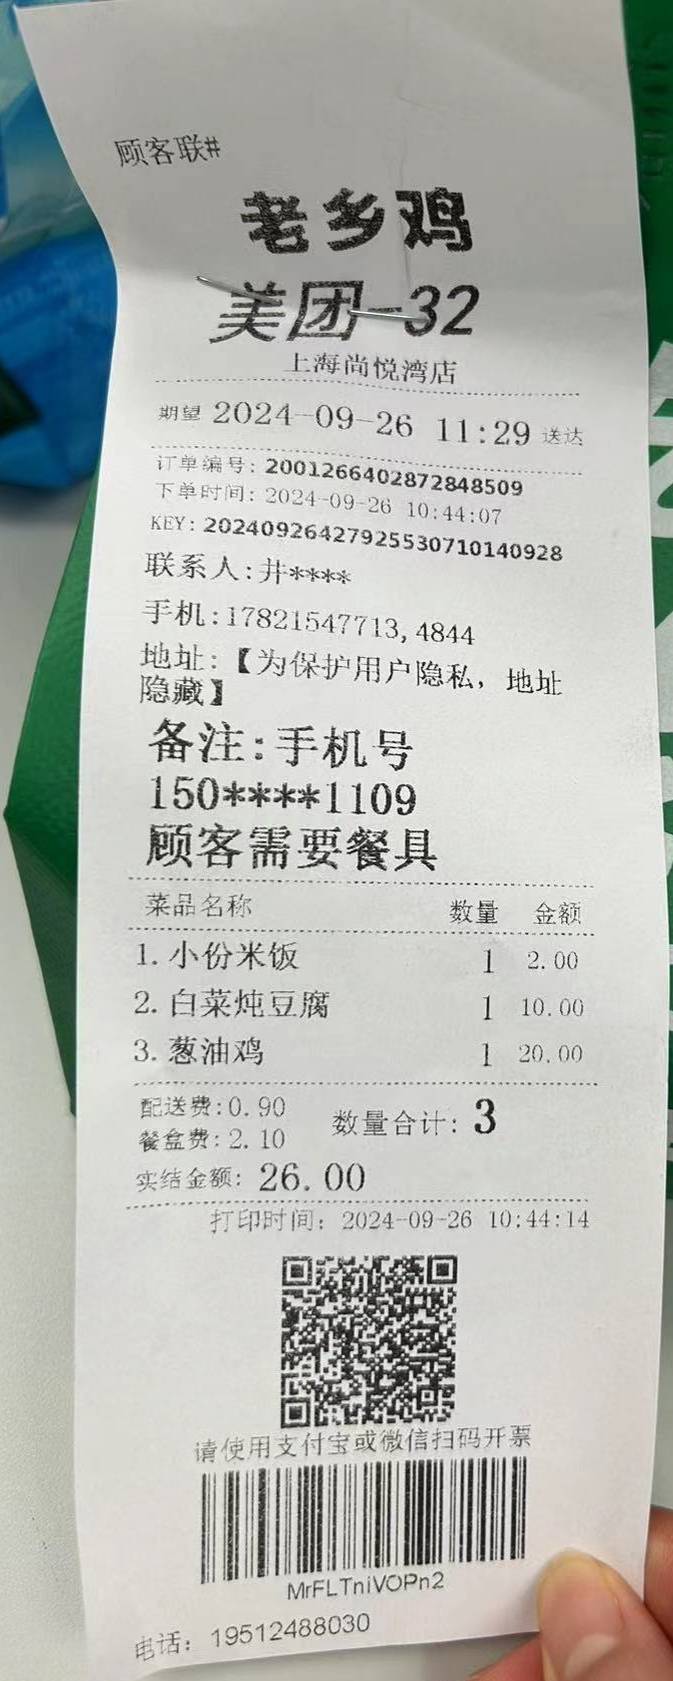 顾客联#
老乡鸡
美团-32
上海尚悦湾店
期望 2024-09-26 11:29 送达
订单编号: 2001266402872848509
下单时间: 2024-09-26 10:44:07
KEY: 202409264279255307101409 28
联系人:井****
手机:17821547713,4844
地址:【为保护用户隐私，地址
隐藏】
备注:手机号
150****1109
顾客需要餐具
菜品名称 数量 金额
1. 小份米饭 1 2.00
2. 白菜炖豆腐 1 10.00
3. 葱油鸡 1 20.00
配送费:0.90 数量合计: 3
餐盒费: 2.10
实结金额: 26.00
打印时间: 2024-09-26 10:44:14
请使用支付宝或微信扫码开票
MrFLTniVOPn2
电话: 19512488030